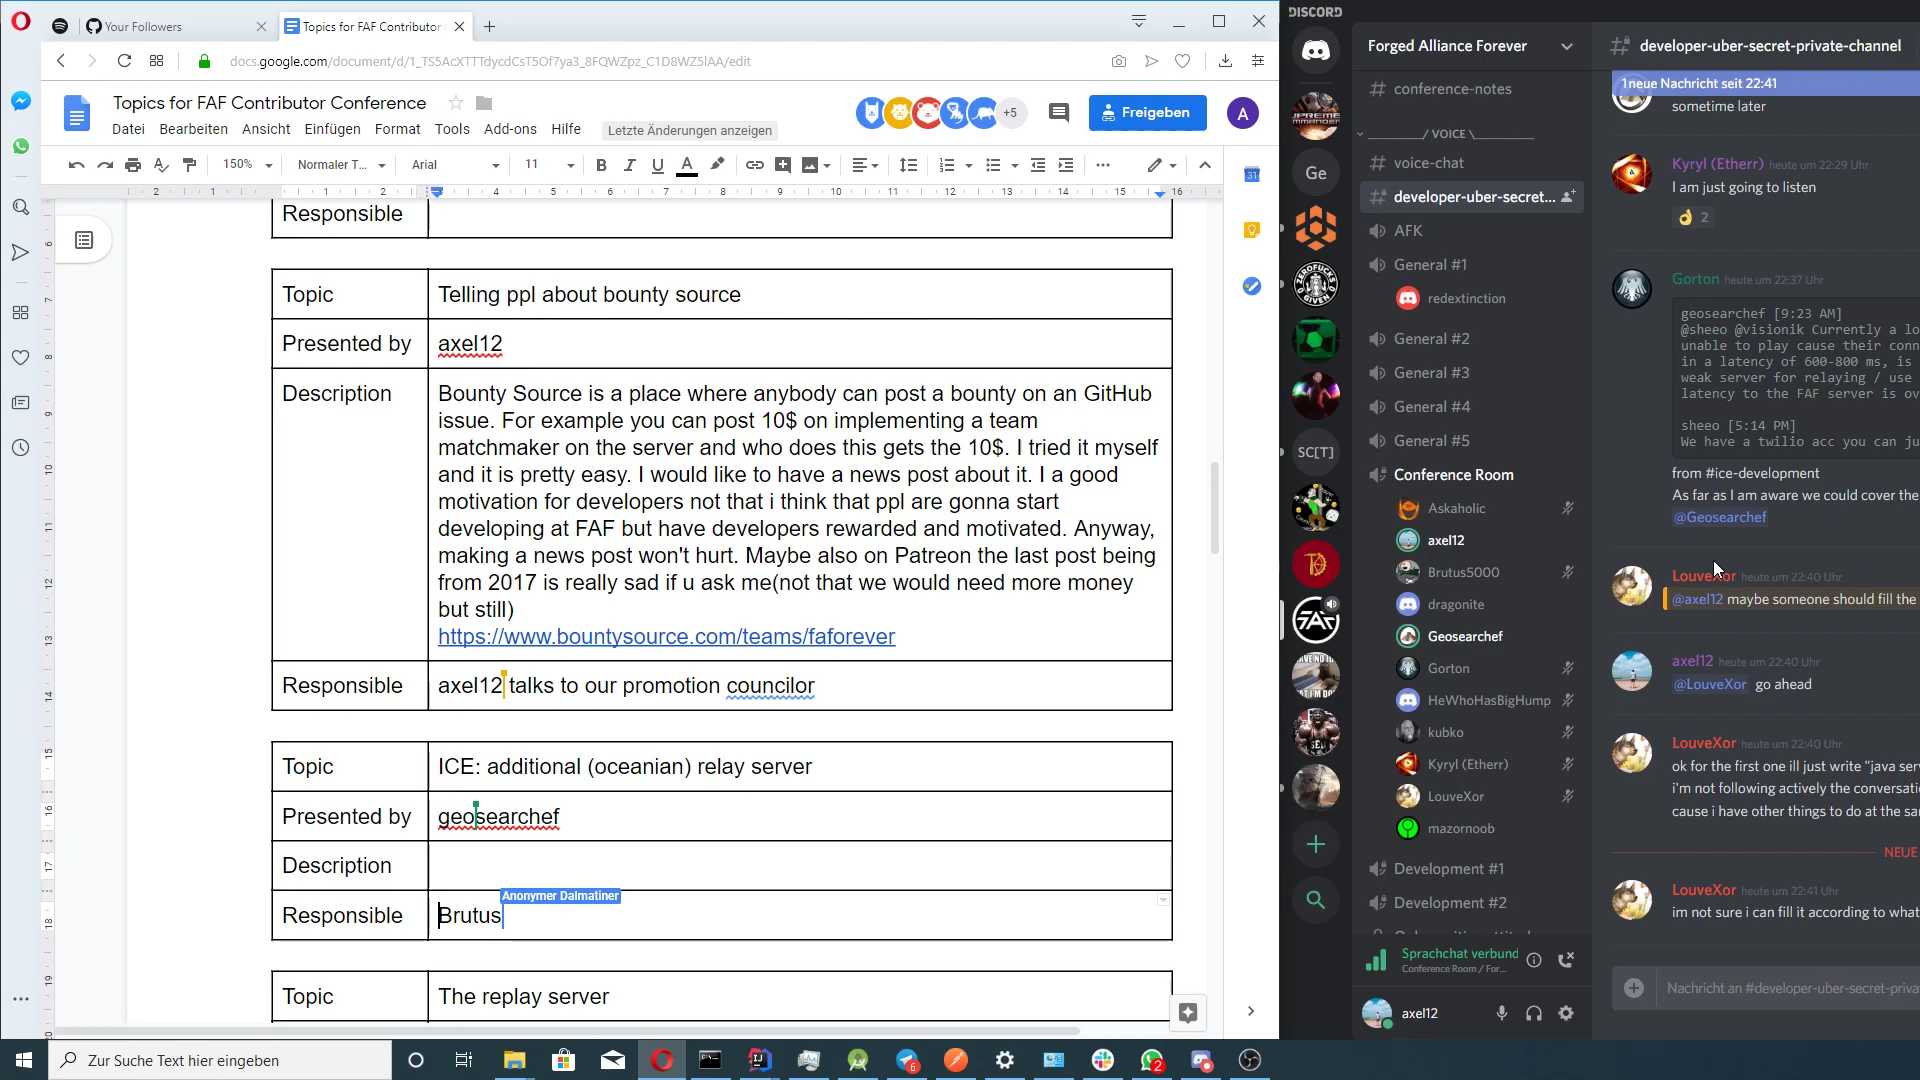 Your Followers
Topics for FAF Contributor
docs.google.com/document/d/1_TS5AcXTTTdycdCsT5Of7ya3_8FQWZpz_C1D8WZ5lAA/edit
Topics for FAF Contributor Conference
+5
Freigeben
A
Datei Bearbeiten Ansicht Einfügen Format Tools Add-ons Hilfe Letzte Änderungen anzeigen
150% Normaler T... Arial 11
Responsible
Topic Telling ppl about bounty source
Presented by axel12
Description Bounty Source is a place where anybody can post a bounty on an GitHub
issue. For example you can post 10$ on implementing a team
matchmaker on the server and who does this gets the 10$. I tried it myself
and it is pretty easy. I would like to have a news post about it. I a good
motivation for developers not that i think that ppl are gonna start
developing at FAF but have developers rewarded and motivated. Anyway,
making a news post won't hurt. Maybe also on Patreon the last post being
from 2017 is really sad if u ask me(not that we would need more money
but still)
https://www.bountysource.com/teams/faforever
Responsible axel12 talks to our promotion councilor
Topic ICE: additional (oceanian) relay server
Presented by geosearchef
Description
Anonymer Dalmatiner
Responsible Brutus
Topic The replay server
DISCORD
Ge
SC[T]
Forged Alliance Forever
conference-notes
/ VOICE \
voice-chat
developer-uber-secret...
AFK
General #1
redextinction
General #2
General #3
General #4
General #5
Conference Room
Askaholic
axel12
Brutus5000
dragonite
Geosearchef
Gorton
HeWhoHasBigHump
kubko
Kyryl (Etherr)
LouveXor
mazornoob
Development #1
Development #2
Sprachchat verbund
Conference Room / For...
axel12
developer-uber-secret-private-channel
1 neue Nachricht seit 22:41
sometime later
Kyryl (Etherr) heute um 22:29 Uhr
I am just going to listen
2
Gorton heute um 22:37 Uhr
geosearchef [9:23 AM]
@sheeo @visionik Currently a lo
unable to play cause their conn
in a latency of 600-800 ms, is
weak server for relaying / use
latency to the FAF server is ov
sheeo [5:14 PM]
We have a twilio acc you can ju
from #ice-development
As far as I am aware we could cover the
@Geosearchef
LouveXor heute um 22:40 Uhr
@axel12 maybe someone should fill the
axel12 heute um 22:40 Uhr
@LouveXor go ahead
LouveXor heute um 22:40 Uhr
ok for the first one ill just write "java ser
i'm not following actively the conversati
cause i have other things to do at the sa
NEUE
LouveXor heute um 22:41 Uhr
im not sure i can fill it according to what
Nachricht an #developer-uber-secret-priva
Zur Suche Text hier eingeben
6
2